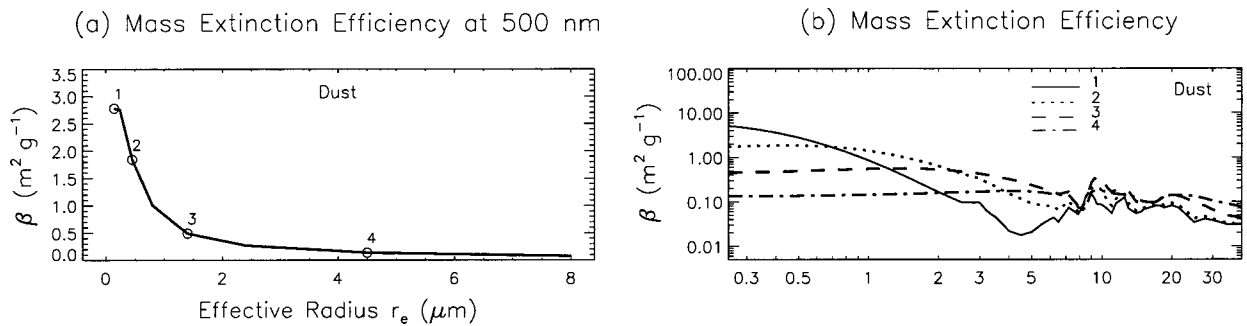 (a) Mass Extinction Efficiency at 500 nm
3.5
3.0
2.5
2.0
1.5
1.0
0.5
0.0
β (m² g⁻¹)
Dust
1
2
3
4
0 2 4 6 8
Effective Radius r_e (μm)
(b) Mass Extinction Efficiency
100.00
10.00
1.00
0.10
0.01
β (m² g⁻¹)
1
2
3
4
Dust
0.3 0.5 1 2 3 5 10 20 30